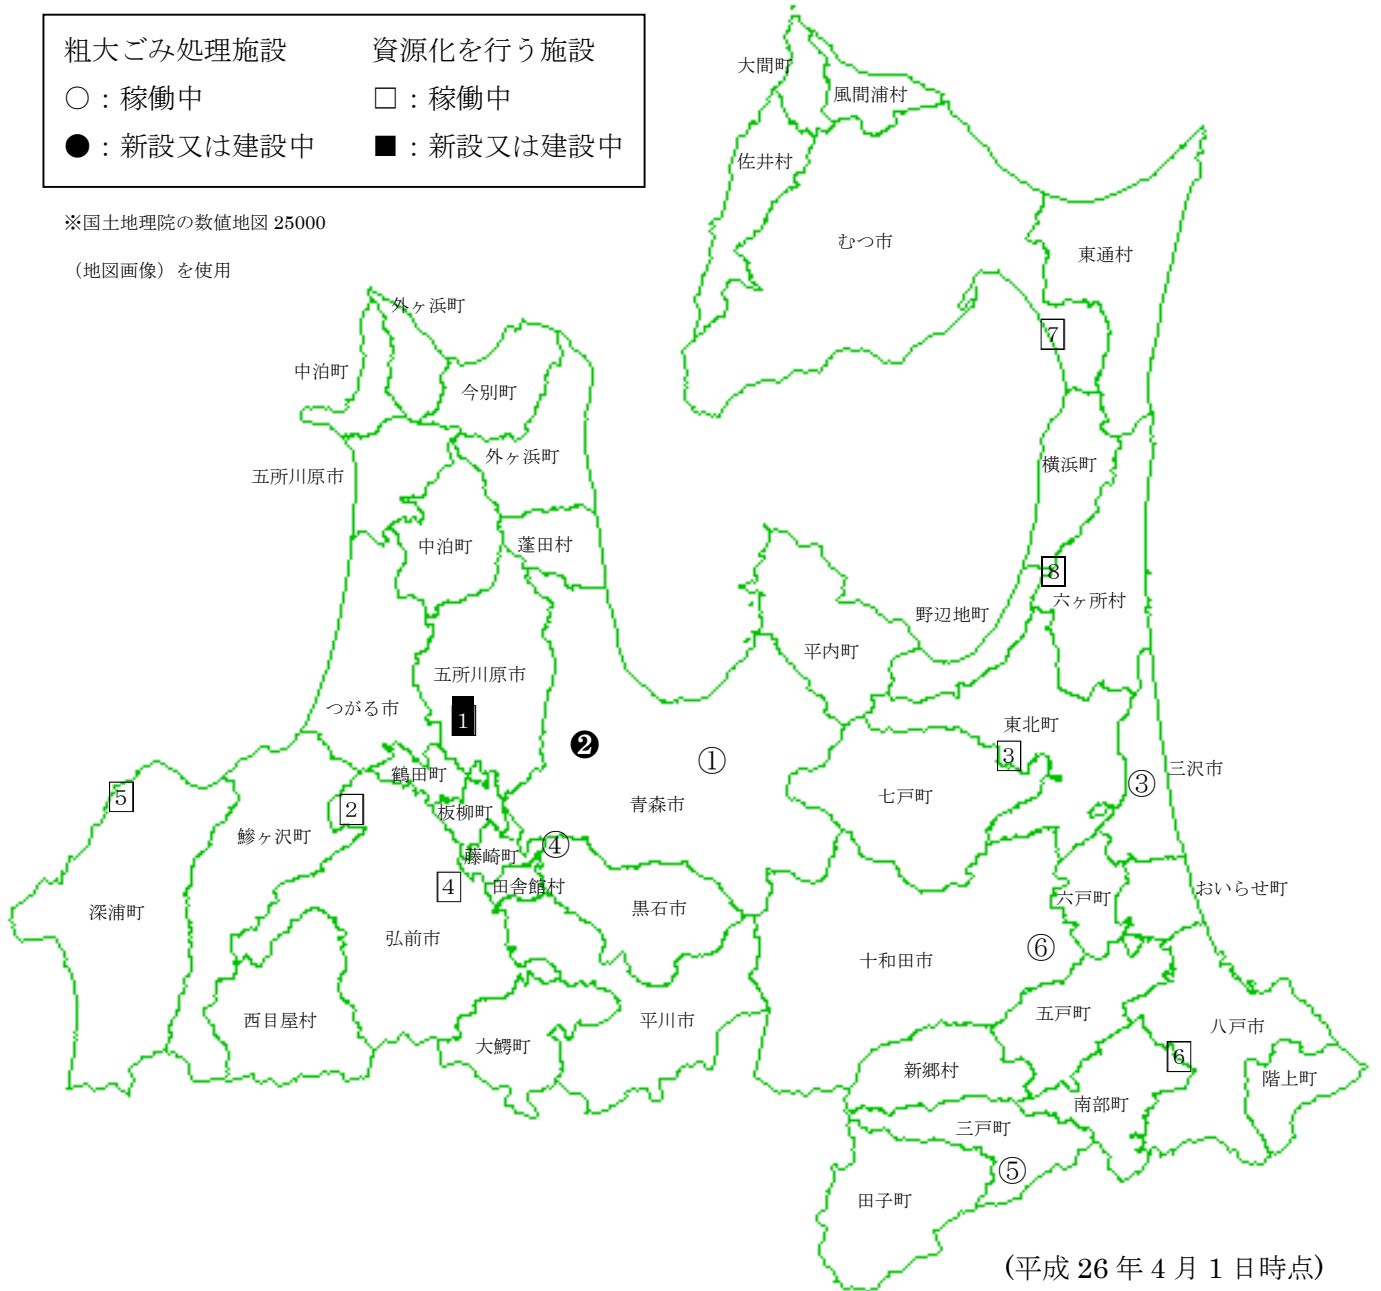 粗大ごみ処理施設 資源化を行う施設
○：稼働中 □：稼働中
●：新設又は建設中 ■：新設又は建設中
※国土地理院の数値地図 25000
（地図画像）を使用
大間町
風間浦村
佐井村
むつ市
東通村
外ヶ浜町
7
中泊町
今別町
外ヶ浜町
横浜町
五所川原市
中泊町
蓬田村
8
六ヶ所村
野辺地町
平内町
五所川原市
つがる市
1
東北町
❷
①
3
三沢市
鶴田町
③
5
2
板柳町
青森市
七戸町
鰺ヶ沢町
④
藤崎町
4
田舎館村
おいらせ町
六戸町
深浦町
黒石市
弘前市
⑥
十和田市
西目屋村
平川市
五戸町
八戸市
大鰐町
6
新郷村
階上町
南部町
三戸町
⑤
田子町
(平成 26 年 4 月 1 日時点)